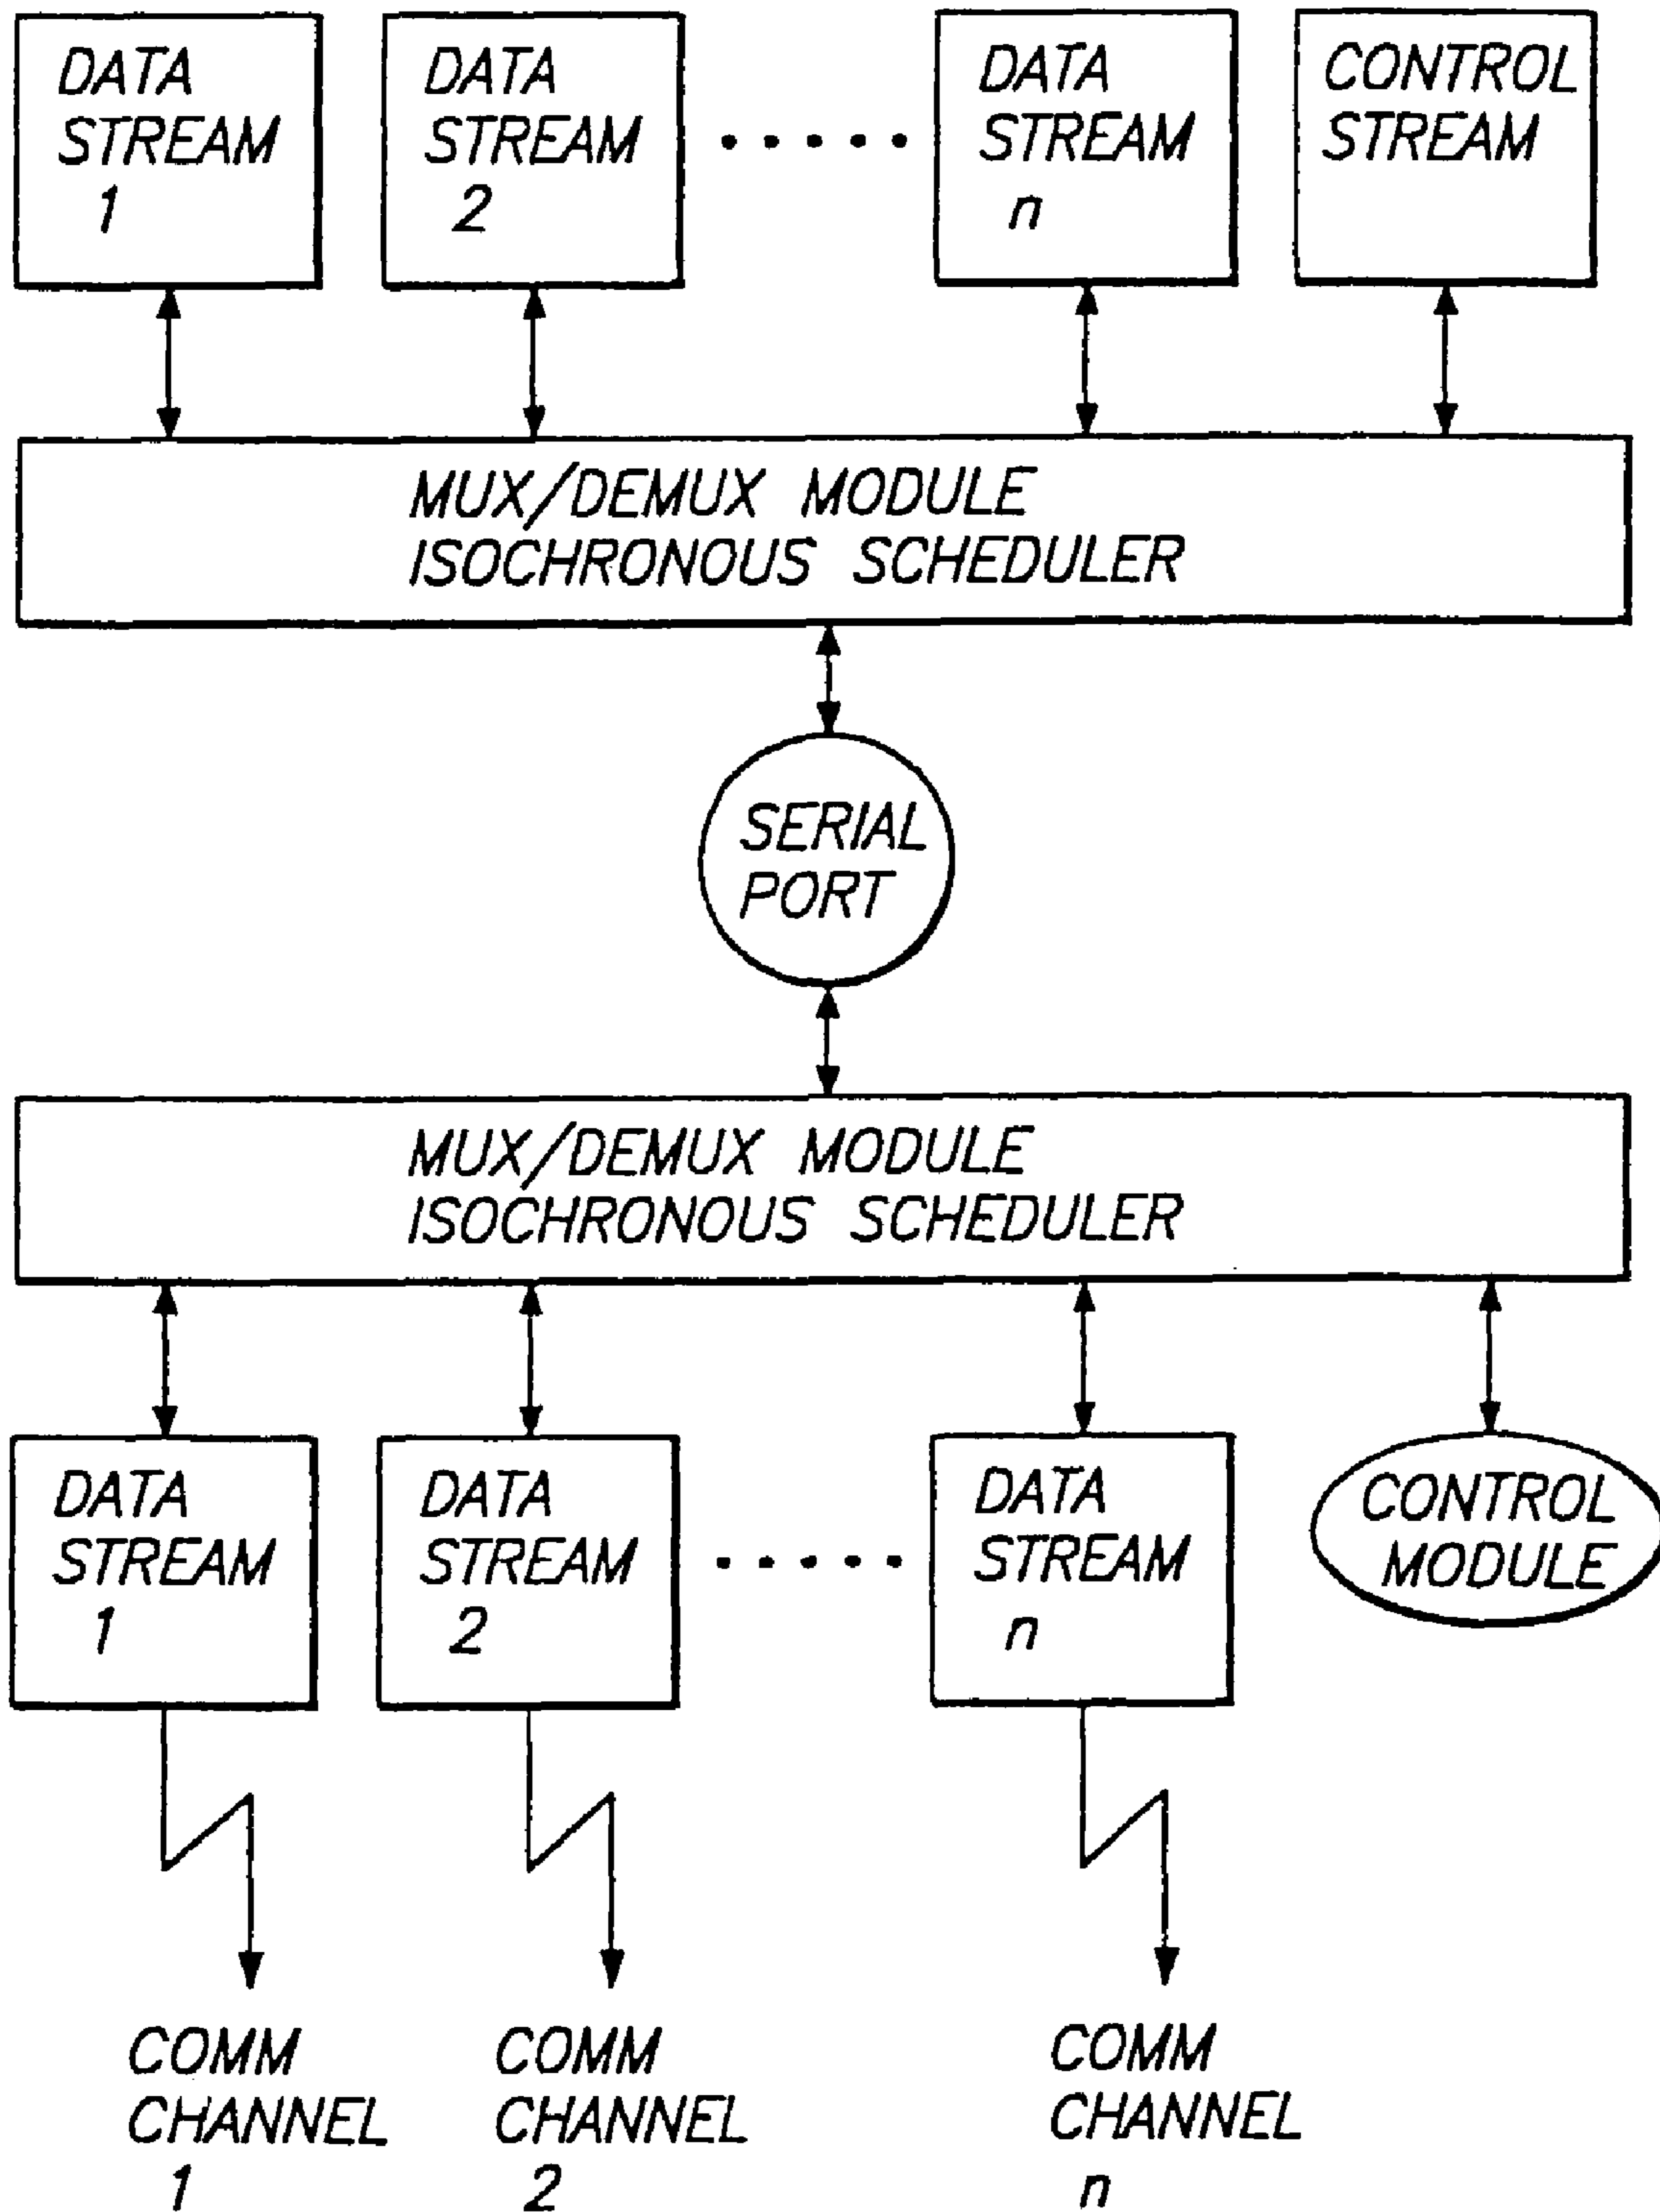 DATA
STREAM
1
DATA
STREAM
2
DATA
STREAM
n
CONTROL
STREAM
MUX/DEMUX MODULE
ISOCHRONOUS SCHEDULER
SERIAL
PORT
MUX/DEMUX MODULE
ISOCHRONOUS SCHEDULER
DATA
STREAM
1
DATA
STREAM
2
DATA
STREAM
n
CONTROL
MODULE
COMM
CHANNEL
1
COMM
CHANNEL
2
COMM
CHANNEL
n